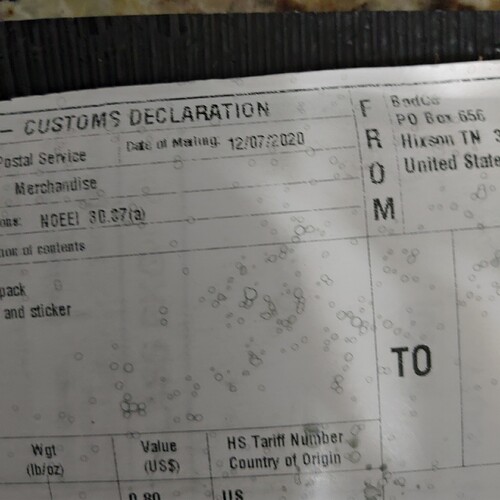 – CUSTOMS DECLARATION
Postal Service
Date of Mailing: 12/07/2020
Merchandise
NOEEI 30.37(a)
of contents
pack
and sticker
Wgt
(lb/oz)
Value
(US$)
HS Tariff Number
Country of Origin
0.80
US
FROM
BadCo
PO Box 656
Hixson TN
United State
TO